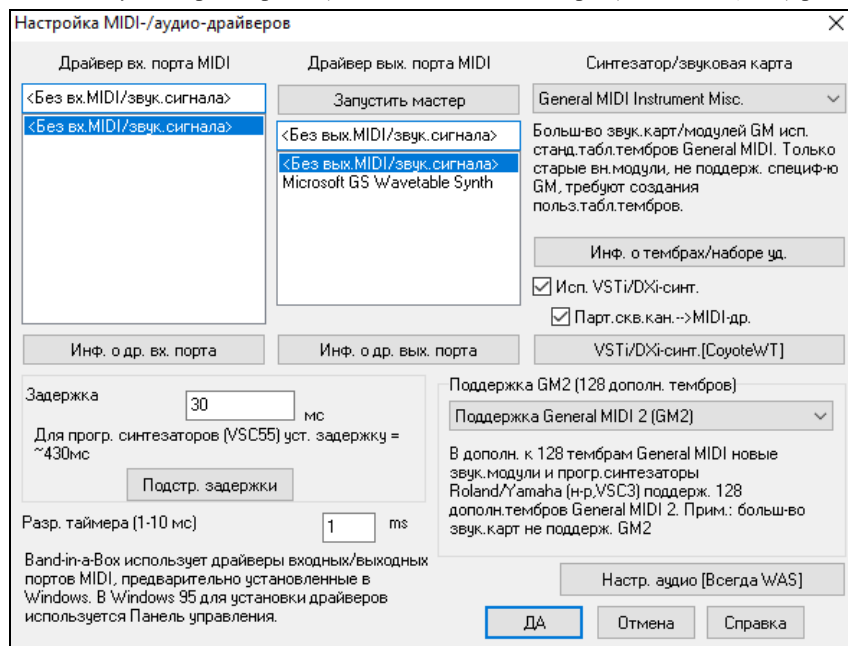 Настройка MIDI-/аудио-драйверов
Драйвер вх. порта MIDI
<Без вх.MIDI/звук.сигнала>
<Без вх.MIDI/звук.сигнала>
Инф. о др. вх. порта
Драйвер вых. порта MIDI
Запустить мастер
<Без вых.MIDI/звук.сигнала>
<Без вых.MIDI/звук.сигнала>
Microsoft GS Wavetable Synth
Инф. о др. вых. порта
Синтезатор/звуковая карта
General MIDI Instrument Misc.
Больш-во звук.карт/модулей GM исп.
станд.табл.тембров General MIDI. Только
старые вн.модули, не поддерж. специф-ю
GM, требуют создания
польз.табл.тембров.
Инф. о тембрах/наборе уд.
Исп. VSTi/DXi-синт.
Парт.скв.кан.-->MIDI-др.
VSTi/DXi-синт.[CoyoteWT]
Задержка
30
мс
Для прогр. синтезаторов (VSC55) уст. задержку =
~430мс
Подстр. задержки
Разр. таймера (1-10 мс)
1
ms
Band-in-a-Box использует драйверы входных/выходных
портов MIDI, предварительно установленные в
Windows. В Windows 95 для установки драйверов
используется Панель управления.
Поддержка GM2 (128 дополн. тембров)
Поддержка General MIDI 2 (GM2)
В дополн. к 128 тембрам General MIDI новые
звук.модули и прогр.синтезаторы
Roland/Yamaha (н-р,VSC3) поддерж. 128
дополн.тембров General MIDI 2. Прим.: больш-во
звук.карт не поддерж. GM2
Настр. аудио [Всегда WAS]
ДА
Отмена
Справка